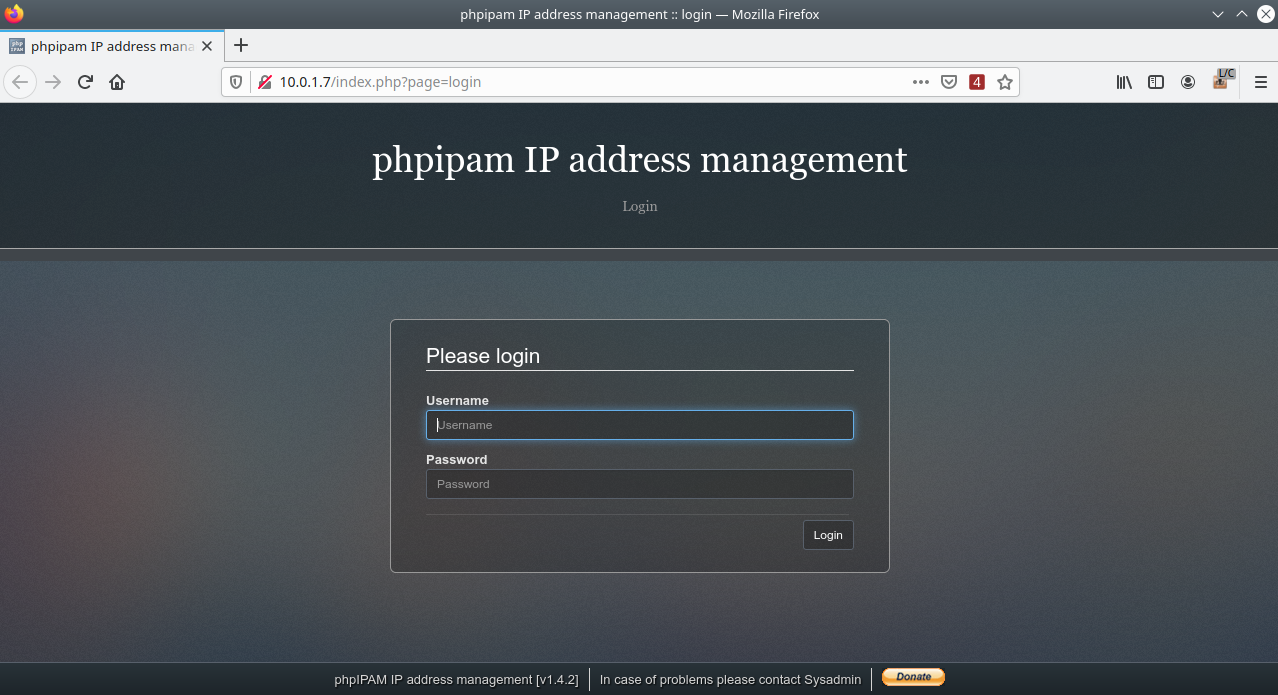 phpipam IP address management :: login — Mozilla Firefox
phpipam IP address mana
10.0.1.7/index.php?page=login
4
L/C
phpipam IP address management
Login
Please login
Username
Username
Password
Password
Login
phpIPAM IP address management [v1.4.2]
In case of problems please contact Sysadmin
Donate